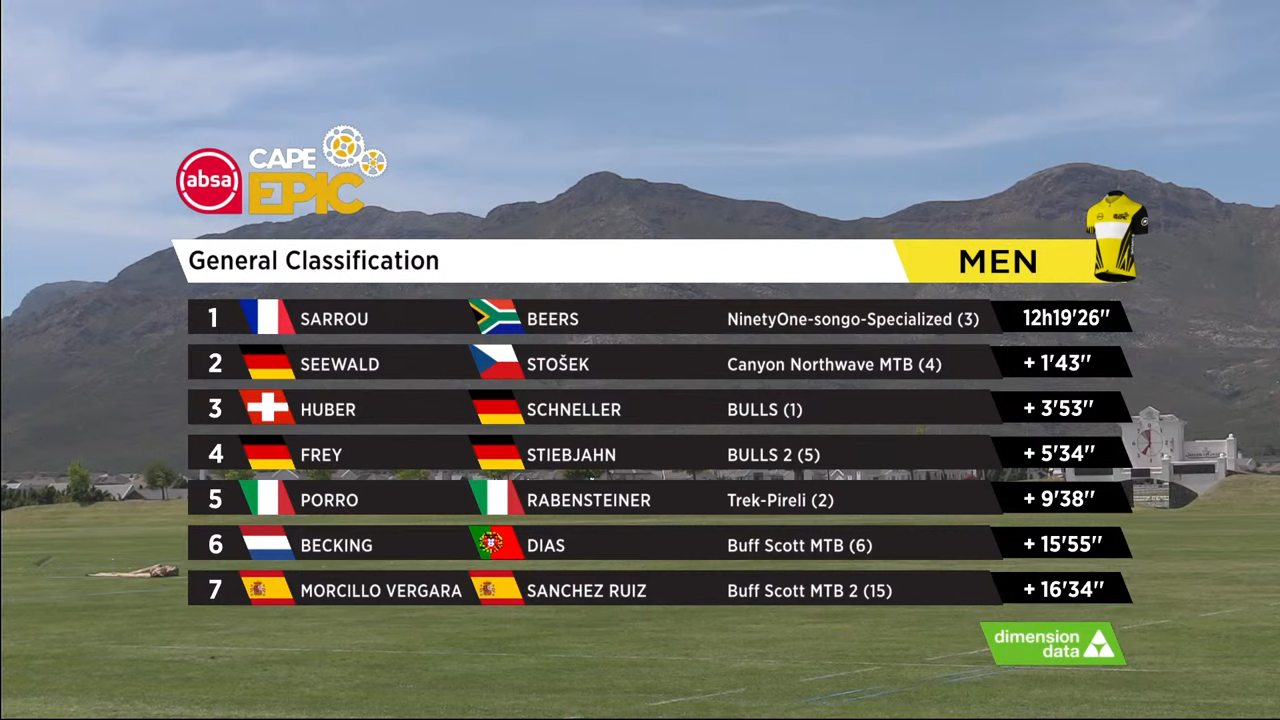 absa CAPE EPIC
General Classification MEN
1 SARROU BEERS NinetyOne-songo-Specialized (3) 12h19'26''
2 SEEWALD STOŠEK Canyon Northwave MTB (4) + 1'43''
3 HUBER SCHNELLER BULLS (1) + 3'53''
4 FREY STIEBJAHN BULLS 2 (5) + 5'34''
5 PORRO RABENSTEINER Trek-Pireli (2) + 9'38''
6 BECKING DIAS Buff Scott MTB (6) + 15'55''
7 MORCILLO VERGARA SANCHEZ RUIZ Buff Scott MTB 2 (15) + 16'34''
dimension
data